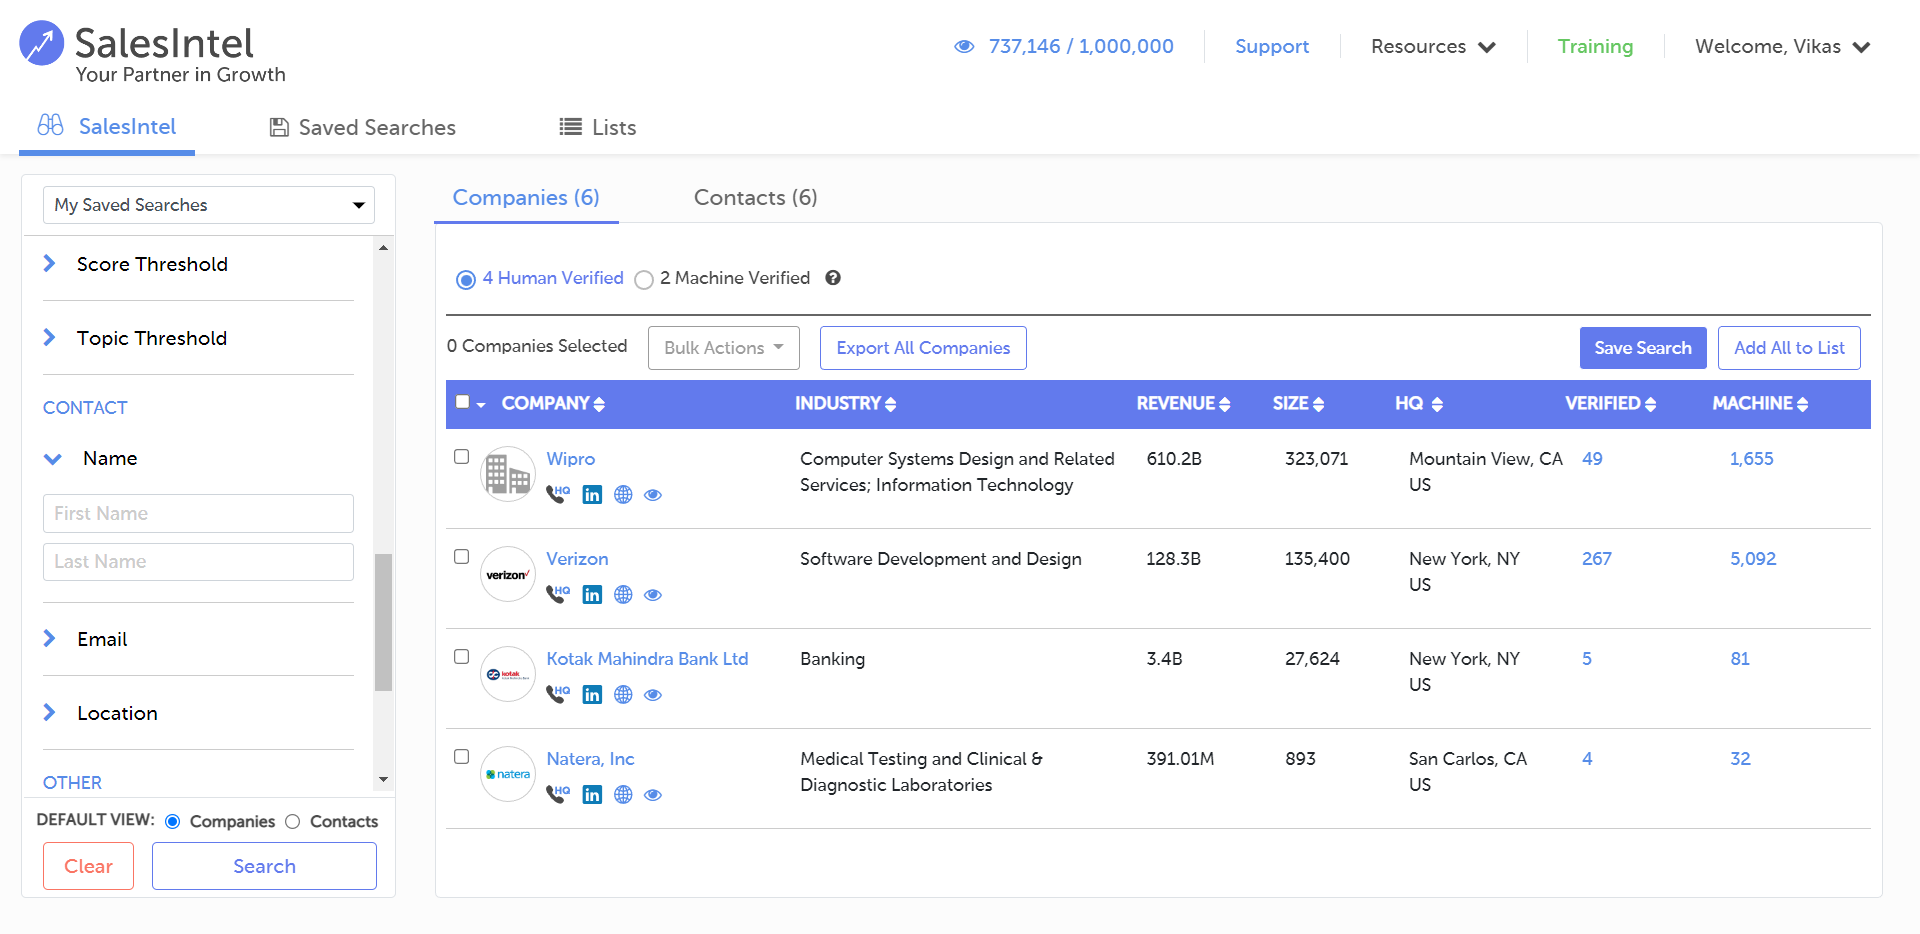 SalesIntel
Your Partner in Growth
737,146 / 1,000,000
Support
Resources
Training
Welcome, Vikas
SalesIntel
Saved Searches
Lists
My Saved Searches
Score Threshold
Topic Threshold
CONTACT
Name
First Name
Last Name
Email
Location
OTHER
DEFAULT VIEW: Companies Contacts
Clear
Search
Companies (6)
Contacts (6)
4 Human Verified 2 Machine Verified ?
0 Companies Selected
Bulk Actions
Export All Companies
Save Search
Add All to List
COMPANY INDUSTRY REVENUE SIZE HQ VERIFIED MACHINE
Wipro
HQ in
Computer Systems Design and Related
Services; Information Technology
610.2B
323,071
Mountain View, CA
US
49
1,655
verizon
Verizon
HQ in
Software Development and Design
128.3B
135,400
New York, NY
US
267
5,092
kotak
Kotak Mahindra Bank Ltd
HQ in
Banking
3.4B
27,624
New York, NY
US
5
81
natera
Natera, Inc
HQ in
Medical Testing and Clinical &
Diagnostic Laboratories
391.01M
893
San Carlos, CA
US
4
32